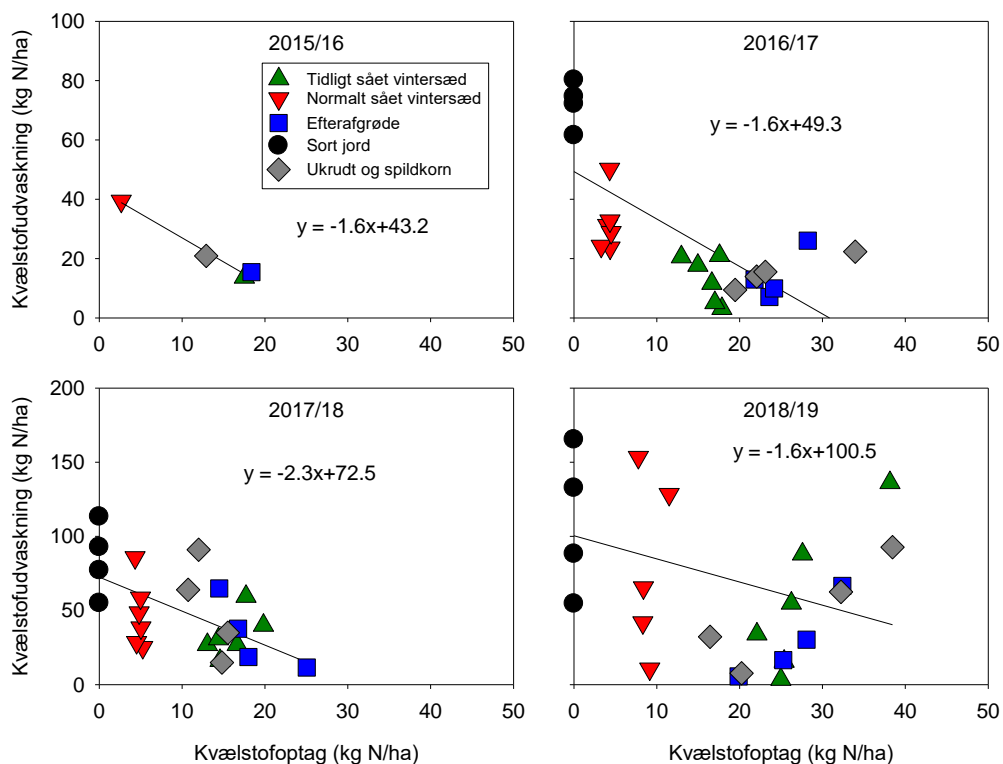 100
80
60
40
20
0
Kvælstofudvaskning (kg N/ha)
2015/16
Tidligt sået vintersæd
Normalt sået vintersæd
Efterafgrøde
Sort jord
Ukrudt og spildkorn
y = -1.6x+43.2
0 10 20 30 40 50
2016/17
y = -1.6x+49.3
0 10 20 30 40 50
200
150
100
50
0
Kvælstofudvaskning (kg N/ha)
2017/18
y = -2.3x+72.5
0 10 20 30 40 50
Kvælstofoptag (kg N/ha)
2018/19
y = -1.6x+100.5
0 10 20 30 40 50
Kvælstofoptag (kg N/ha)